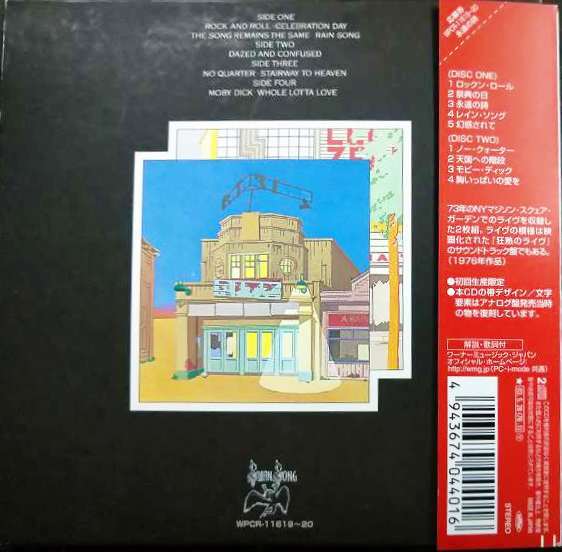 SIDE ONE
ROCK AND ROLL · CELEBRATION DAY
THE SONG REMAINS THE SAME · RAIN SONG
SIDE TWO
DAZED AND CONFUSED
SIDE THREE
NO QUARTER · STAIRWAY TO HEAVEN
SIDE FOUR
MOBY DICK · WHOLE LOTTA LOVE
SWAN SONG
WPCR-11619~20
WPCR-11619~20
永遠の詩
(DISC ONE)
1 ロックン・ロール
2 祭典の日
3 永遠の詩
4 レイン・ソング
5 幻惑されて
(DISC TWO)
1 ノー・クォーター
2 天国への階段
3 モビー・ディック
4 胸いっぱいの愛を
'73年のNYマジソン・スクェア・
ガーデンでのライヴを収録し
た2枚組。ライヴの模様は映
画化された「狂熱のライヴ」
のサウンドトラック盤でもある。
(1976年作品)
●初回生産限定
●本CDの帯デザイン/文字
要素はアナログ盤発売当時
の物を復刻しています。
解説・歌詞付
ワーナーミュージック・ジャパン
オフィシャル・ホームページ:
http://wmg.jp (PC・i-mode 共通)
4943674044016
STEREO